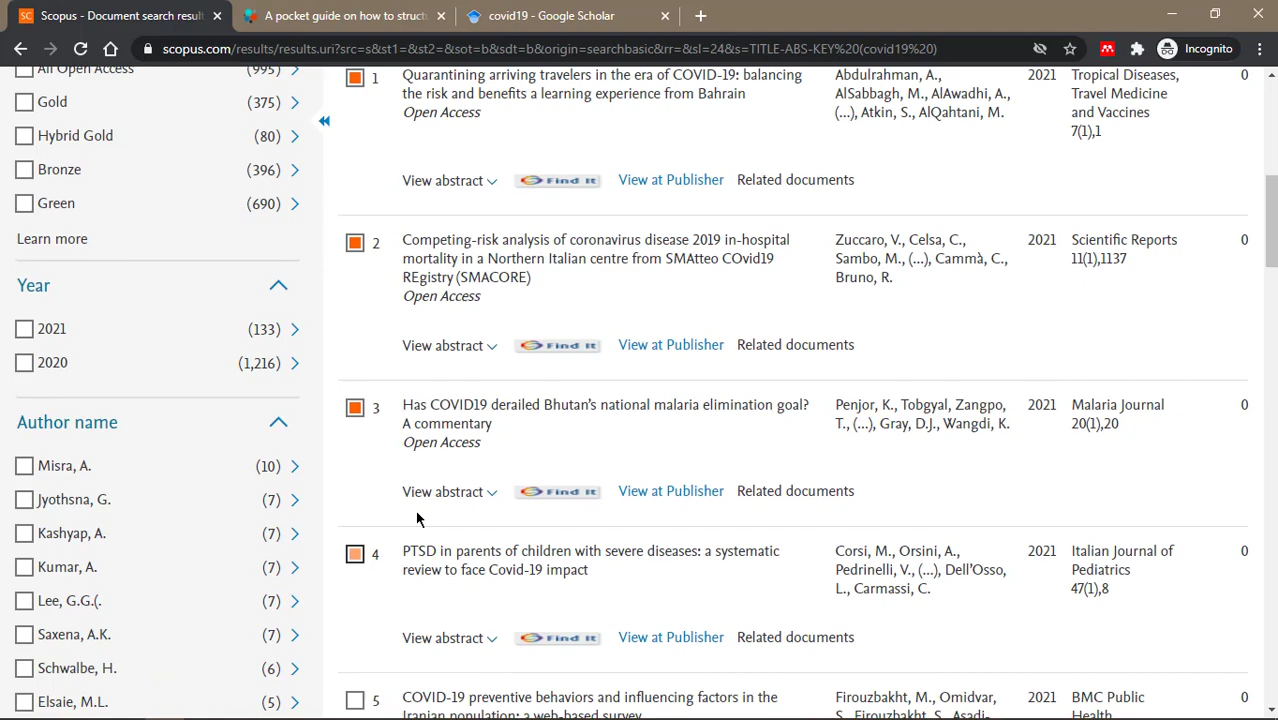 Scopus - Document search result
A pocket guide on how to struct
covid19 - Google Scholar
scopus.com/results/results.uri?src=s&st1=&st2=&sot=b&sdt=b&origin=searchbasic&rr=&sl=24&s=TITLE-ABS-KEY%20(covid19%20)
Incognito
All Open Access (995)
Gold (375)
Hybrid Gold (80)
Bronze (396)
Green (690)
Learn more
Year
2021 (133)
2020 (1,216)
Author name
Misra, A. (10)
Jyothsna, G. (7)
Kashyap, A. (7)
Kumar, A. (7)
Lee, G.G.(. (7)
Saxena, A.K. (7)
Schwalbe, H. (6)
Elsaie, M.L. (5)
1 Quarantining arriving travelers in the era of COVID-19: balancing Abdulrahman, A., 2021 Tropical Diseases, 0
the risk and benefits a learning experience from Bahrain AlSabbagh, M., AlAwadhi, A., Travel Medicine
Open Access (...), Atkin, S., AlQahtani, M. and Vaccines
7(1),1
View abstract Find It View at Publisher Related documents
2 Competing-risk analysis of coronavirus disease 2019 in-hospital Zuccaro, V., Celsa, C., 2021 Scientific Reports 0
mortality in a Northern Italian centre from SMAtteo COvid19 Sambo, M., (...), Cammà, C., 11(1),1137
REgistry (SMACORE) Bruno, R.
Open Access
View abstract Find It View at Publisher Related documents
3 Has COVID19 derailed Bhutan's national malaria elimination goal? Penjor, K., Tobgyal, Zangpo, 2021 Malaria Journal 0
A commentary T., (...), Gray, D.J., Wangdi, K. 20(1),20
Open Access
View abstract Find It View at Publisher Related documents
4 PTSD in parents of children with severe diseases: a systematic Corsi, M., Orsini, A., 2021 Italian Journal of 0
review to face Covid-19 impact Pedrinelli, V., (...), Dell'Osso, Pediatrics
L., Carmassi, C. 47(1),8
View abstract Find It View at Publisher Related documents
5 COVID-19 preventive behaviors and influencing factors in the Firouzbakht, M., Omidvar, 2021 BMC Public 0
Iranian population: a web-based survey S., Firouzbakht, S., Asadi- Health